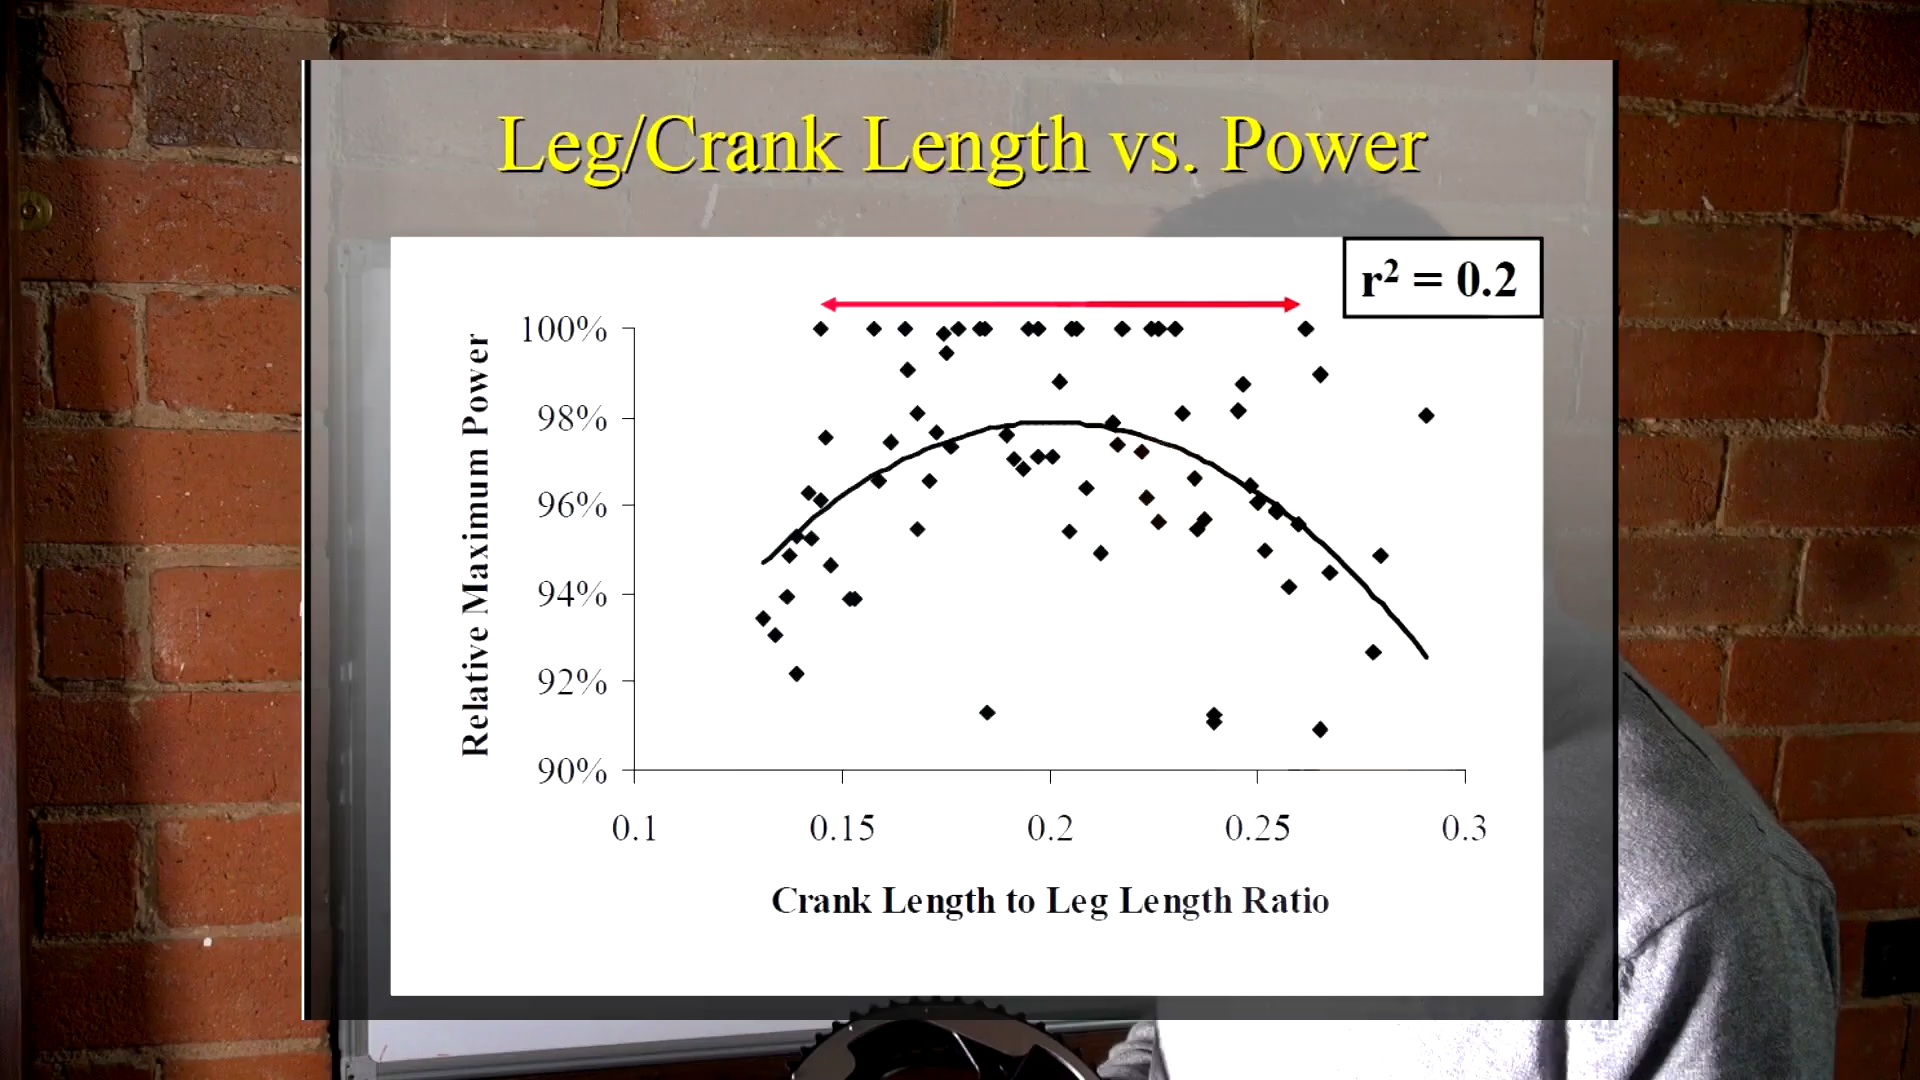 Leg/Crank Length vs. Power
r² = 0.2
Relative Maximum Power
100%
98%
96%
94%
92%
90%
0.1 0.15 0.2 0.25 0.3
Crank Length to Leg Length Ratio